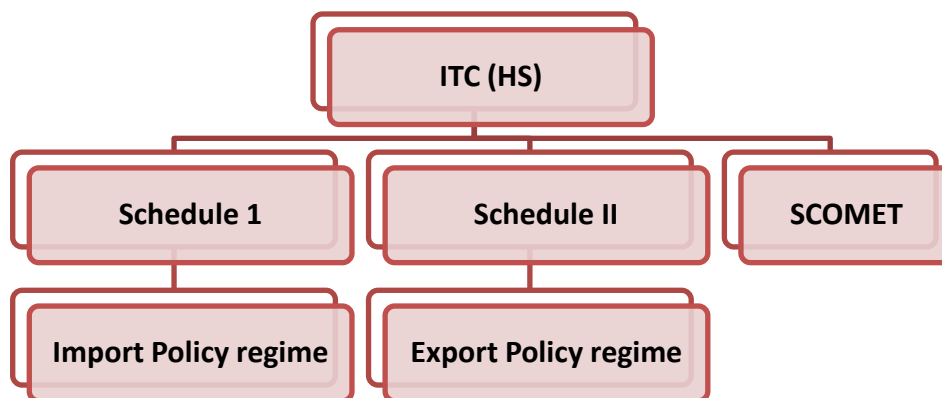 ITC (HS)
Schedule 1
Schedule II
SCOMET
Import Policy regime
Export Policy regime